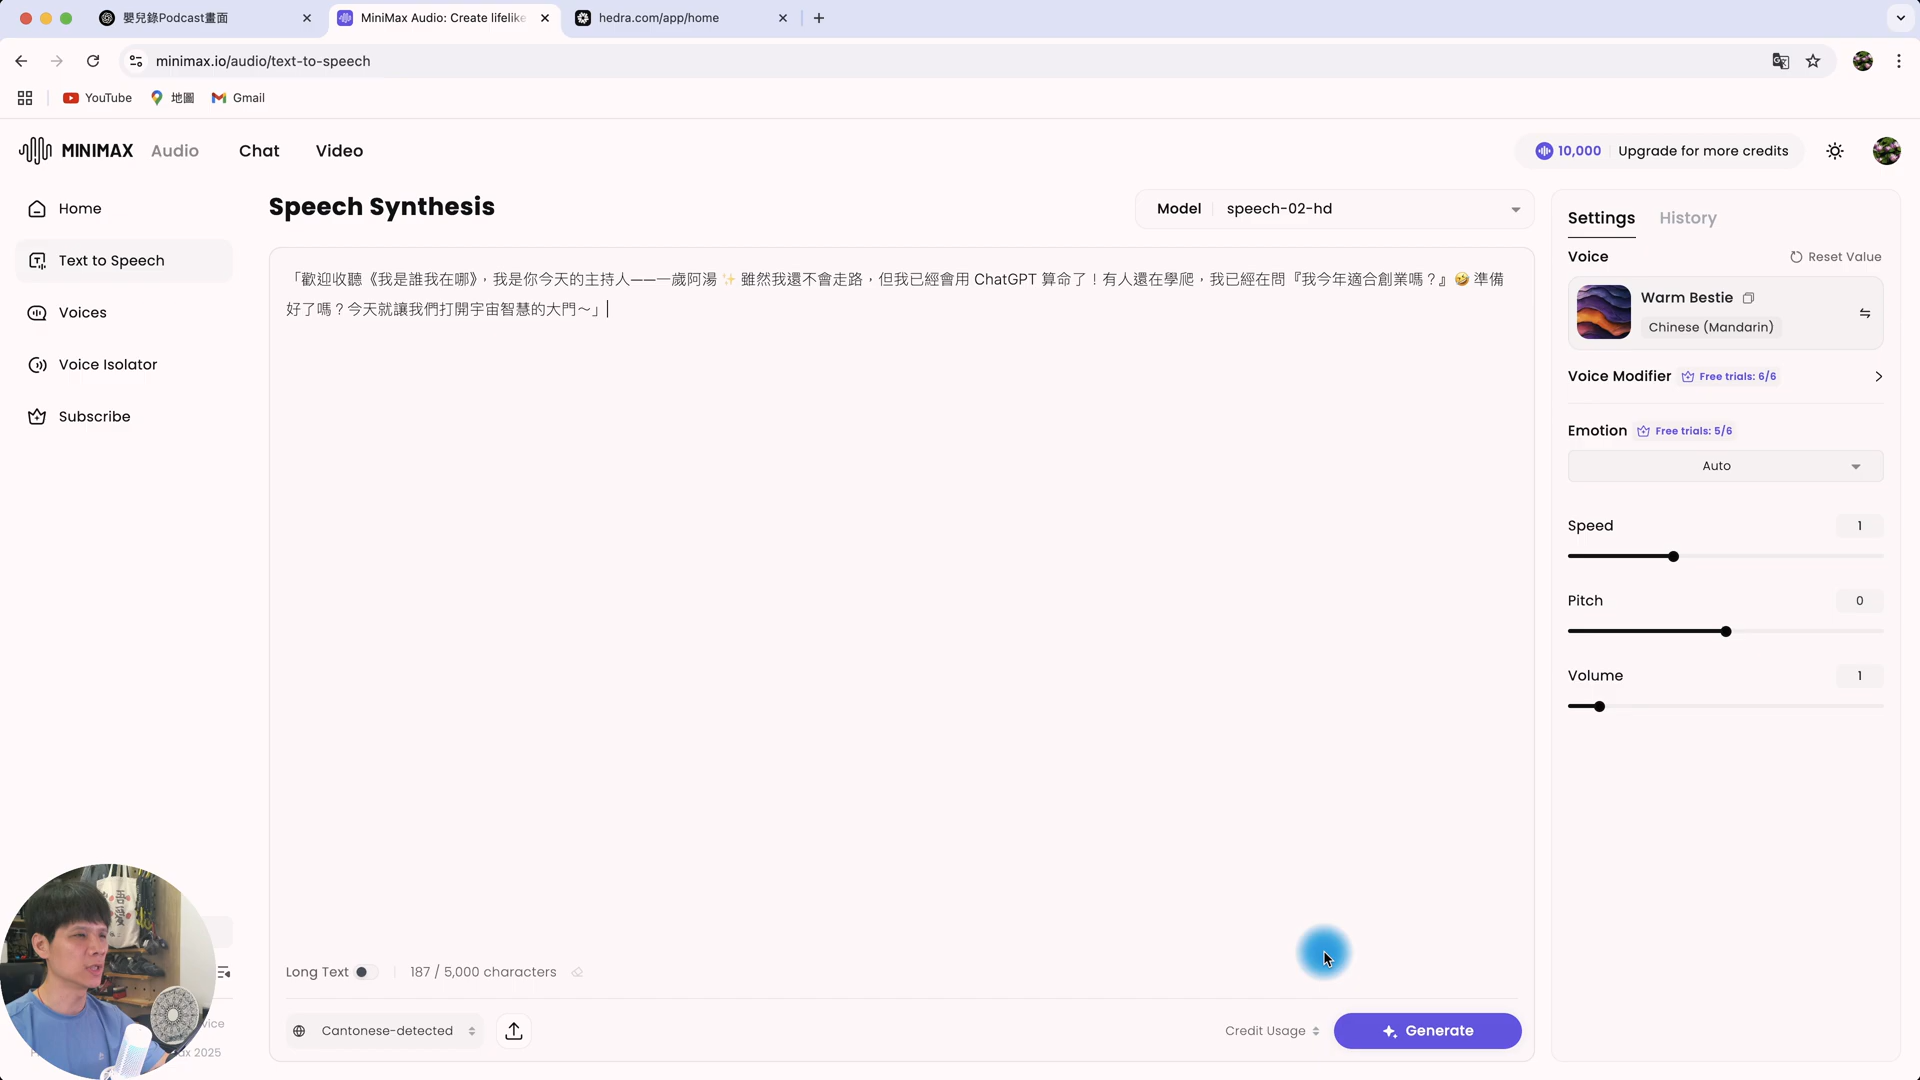 嬰兒錄Podcast畫面
MiniMax Audio: Create lifelike
hedra.com/app/home
minimax.io/audio/text-to-speech
YouTube
地圖
Gmail
MINIMAX Audio
Chat
Video
10,000
Upgrade for more credits
Home
Text to Speech
Voices
Voice Isolator
Subscribe
Speech Synthesis
Model
speech-02-hd
「歡迎收聽《我是誰我在哪》，我是你今天的主持人——一歲阿湯 ✨ 雖然我還不會走路，但我已經會用 ChatGPT 算命了！有人還在學爬，我已經在問『我今年適合創業嗎？』🤣 準備
好了嗎？今天就讓我們打開宇宙智慧的大門～」
Long Text
187 / 5,000 characters
Cantonese-detected
Credit Usage
Generate
Settings
History
Voice
Reset Value
Warm Bestie
Chinese (Mandarin)
Voice Modifier
Free trials: 6/6
Emotion
Free trials: 5/6
Auto
Speed
1
Pitch
0
Volume
1
吾愛
vice
ax 2025